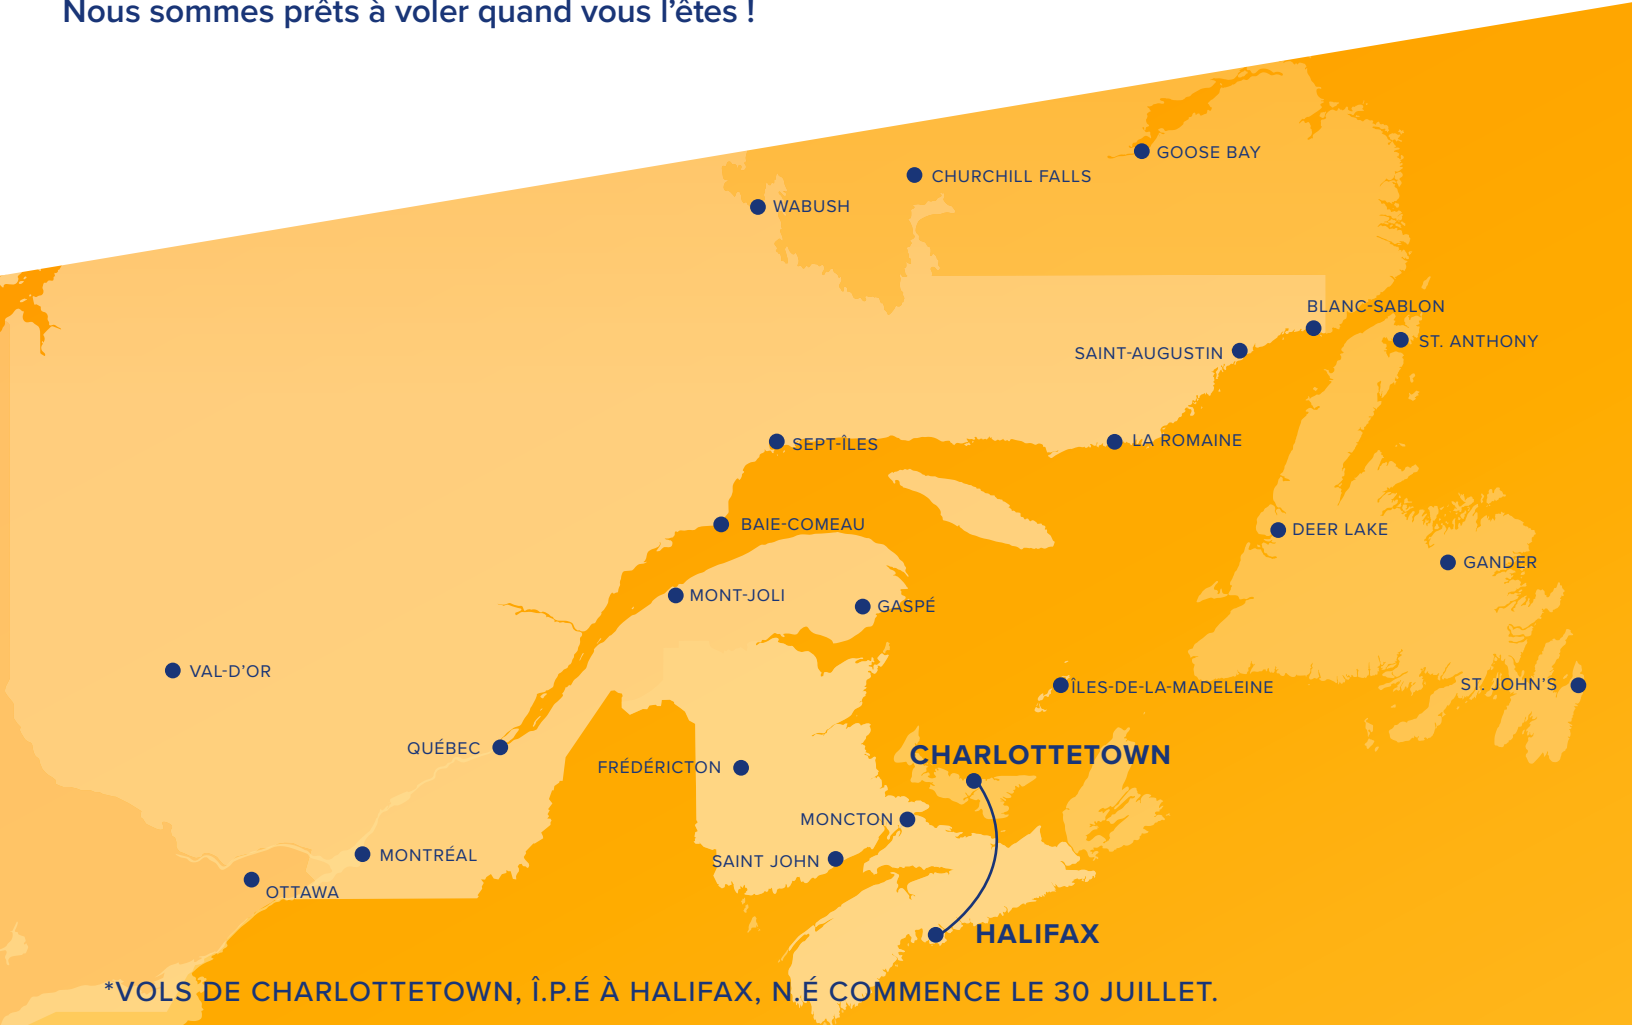 Nous sommes prêts à voler quand vous l'êtes !
GOOSE BAY
CHURCHILL FALLS
WABUSH
BLANC-SABLON
ST. ANTHONY
SAINT-AUGUSTIN
SEPT-ÎLES
LA ROMAINE
BAIE-COMEAU
DEER LAKE
GANDER
MONT-JOLI
GASPÉ
VAL-D'OR
ÎLES-DE-LA-MADELEINE
ST. JOHN'S
QUÉBEC
CHARLOTTETOWN
FRÉDÉRICTON
MONCTON
MONTRÉAL
SAINT JOHN
OTTAWA
HALIFAX
*VOLS DE CHARLOTTETOWN, Î.P.É À HALIFAX, N.É COMMENCE LE 30 JUILLET.